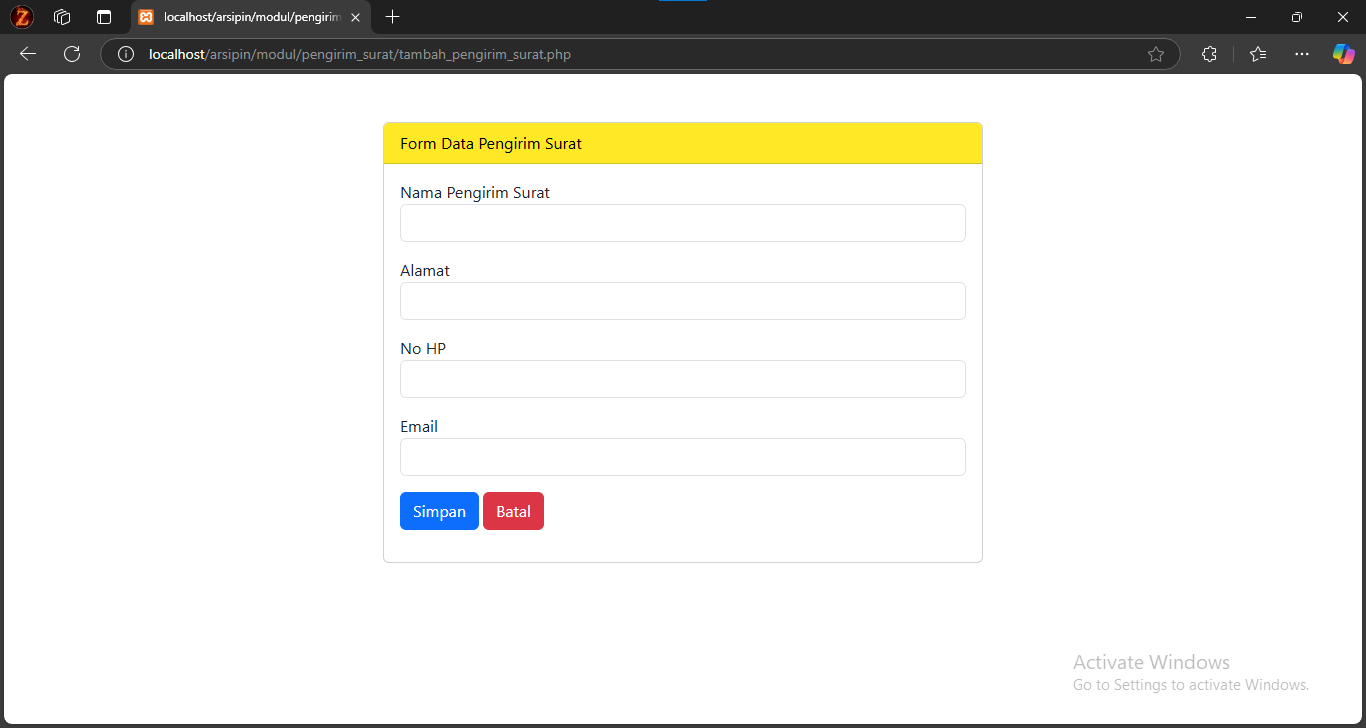 localhost/arsipin/modul/pengirim
localhost/arsipin/modul/pengirim_surat/tambah_pengirim_surat.php
Form Data Pengirim Surat
Nama Pengirim Surat
Alamat
No HP
Email
Simpan Batal
Activate Windows
Go to Settings to activate Windows.